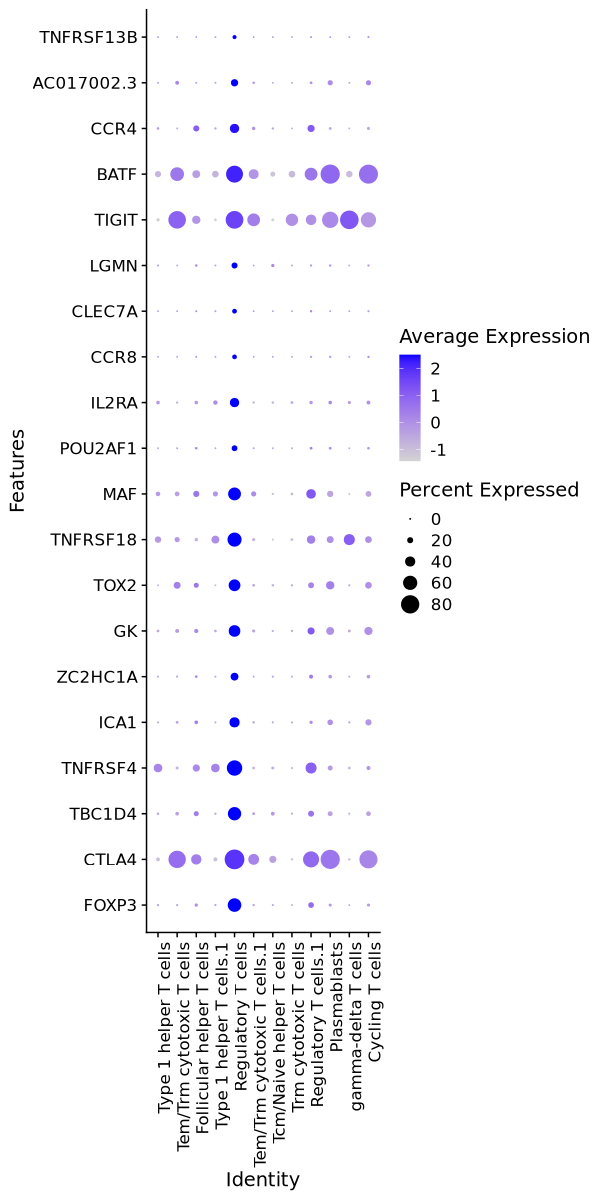 TNFRSF13B
AC017002.3
CCR4
BATF
TIGIT
LGMN
CLEC7A
CCR8
IL2RA
POU2AF1
MAF
TNFRSF18
TOX2
GK
ZC2HC1A
ICA1
TNFRSF4
TBC1D4
CTLA4
FOXP3
Features
Type 1 helper T cells
Tem/Trm cytotoxic T cells
Follicular helper T cells
Type 1 helper T cells.1
Regulatory T cells
Tem/Trm cytotoxic T cells.1
Tcm/Naive helper T cells
Trm cytotoxic T cells
Regulatory T cells.1
Plasmablasts
gamma-delta T cells
Cycling T cells
Identity
Average Expression
2
1
0
-1
Percent Expressed
0
20
40
60
80